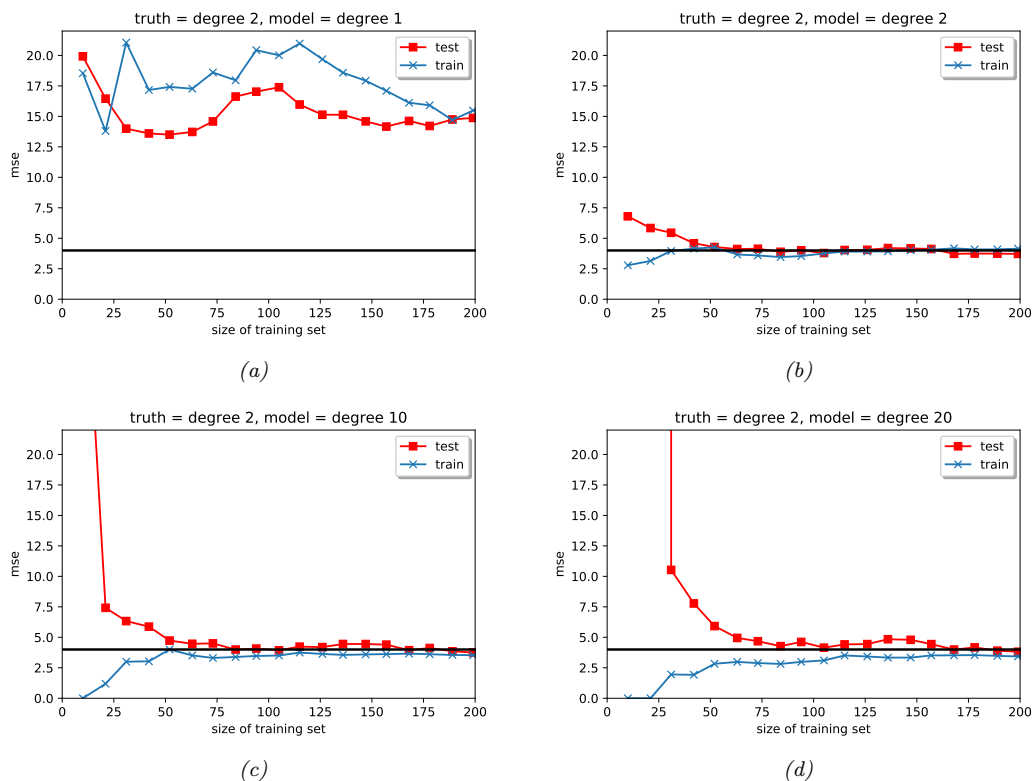 truth = degree 2, model = degree 1
20.0
17.5
15.0
12.5
10.0
7.5
5.0
2.5
0.0
mse
test
train
0 25 50 75 100 125 150 175 200
size of training set
(a)
truth = degree 2, model = degree 2
20.0
17.5
15.0
12.5
10.0
7.5
5.0
2.5
0.0
mse
test
train
0 25 50 75 100 125 150 175 200
size of training set
(b)
truth = degree 2, model = degree 10
20.0
17.5
15.0
12.5
10.0
7.5
5.0
2.5
0.0
mse
test
train
0 25 50 75 100 125 150 175 200
size of training set
(c)
truth = degree 2, model = degree 20
20.0
17.5
15.0
12.5
10.0
7.5
5.0
2.5
0.0
mse
test
train
0 25 50 75 100 125 150 175 200
size of training set
(d)